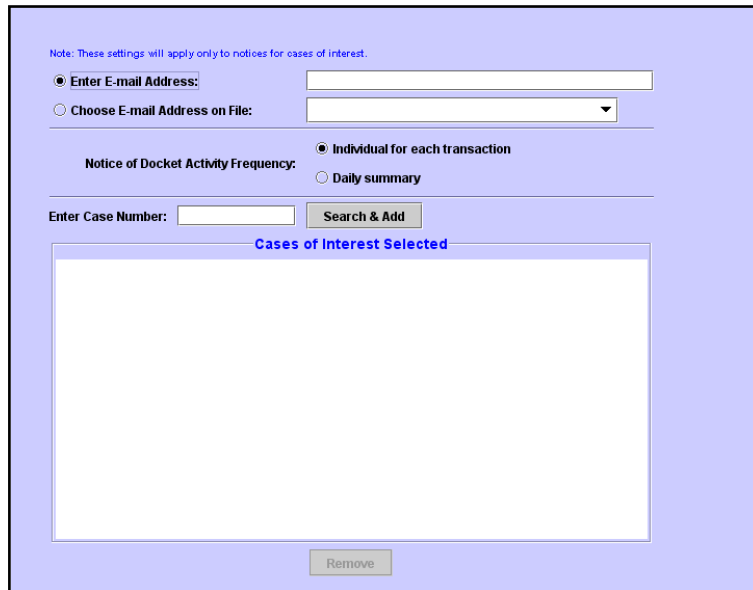 Note: These settings will apply only to notices for cases of interest.
Enter E-mail Address:
Choose E-mail Address on File:
Notice of Docket Activity Frequency:
Individual for each transaction
Daily summary
Enter Case Number:
Search & Add
Cases of Interest Selected
Remove